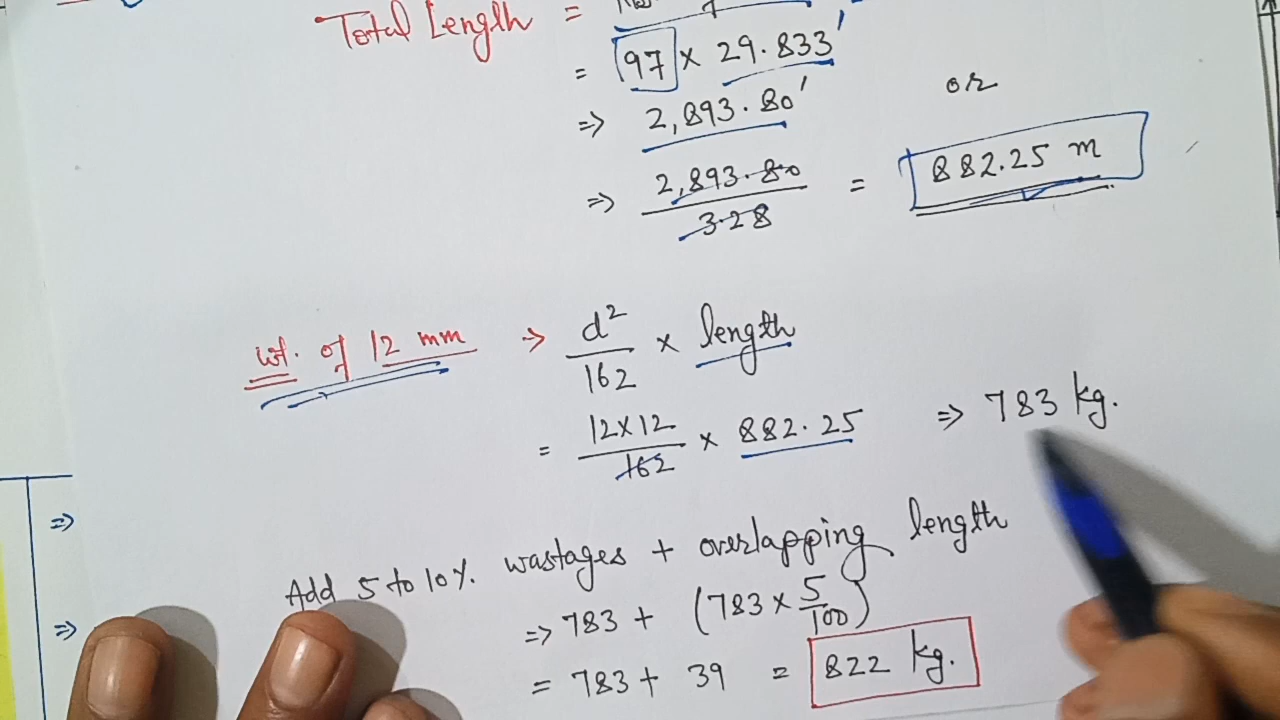 Total Length =
= 97 × 29.833'
⇒ 2,893.80' or
⇒ 2,893.80 / 3.28 = 882.25 m
wt. of 12 mm → d² / 162 × length
= 12×12 / 162 × 882.25 ⇒ 783 kg.
⇒
Add 5 to 10%. wastages + overlapping length
⇒ ⇒ 783 + (783 × 5/100)
= 783 + 39 = 822 kg.